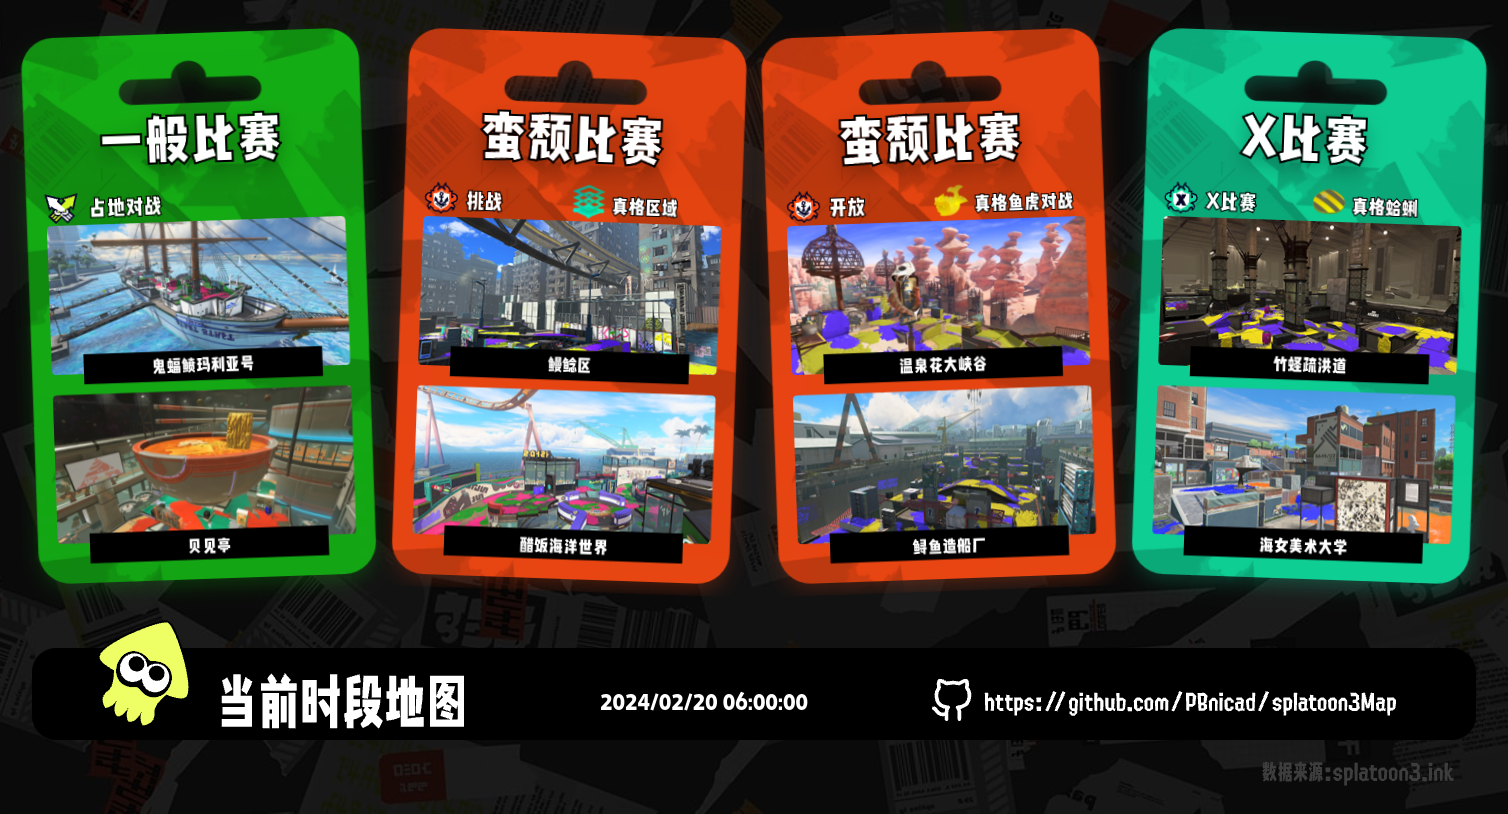 一般比赛
占地对战
鬼蝠鲼玛利亚号
贝见亭
蛮颓比赛
挑战
真格区域
鳗鲶区
醋饭海洋世界
蛮颓比赛
开放
真格鱼虎对战
温泉花大峡谷
鲟鱼造船厂
X比赛
X比赛
真格蛤蜊
竹蛏疏洪道
海女美术大学
当前时段地图
2024/02/20 06:00:00
https://github.com/PBnicad/splatoon3Map
数据来源:splatoon3.ink